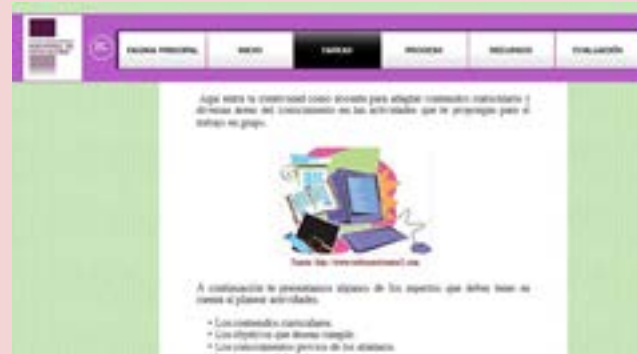 PÁGINA PRINCIPAL INICIO TAREAS PROCESO RECURSOS EVALUACIÓN
Aquí entra tu creatividad como docente para adaptar contenidos curriculares y
diversas áreas del conocimiento en las actividades que te propongas para el
trabajo en grupo.
A continuación te presentamos algunos de los aspectos que debes tener en
cuenta al planear actividades.
• Los contenidos curriculares.
• Los objetivos que deseas cumplir.
• Los conocimientos previos de los alumnos.